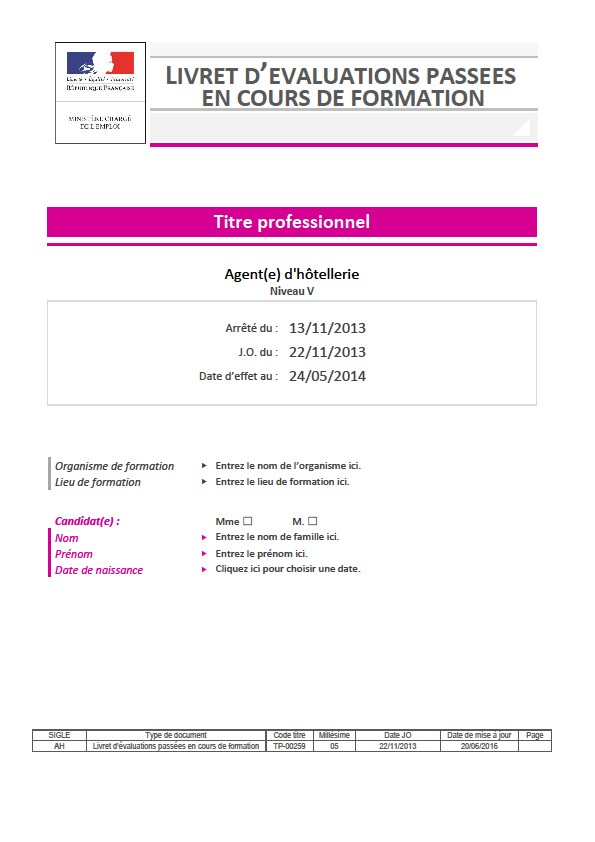 Liberté • Égalité • Fraternité
RÉPUBLIQUE FRANÇAISE
MINISTÈRE CHARGÉ
DE L'EMPLOI
LIVRET D'EVALUATIONS PASSEES
EN COURS DE FORMATION
Titre professionnel
Agent(e) d'hôtellerie
Niveau V
Arrêté du : 13/11/2013
J.O. du : 22/11/2013
Date d'effet au : 24/05/2014
Organisme de formation ► Entrez le nom de l'organisme ici.
Lieu de formation ► Entrez le lieu de formation ici.
Candidat(e) : Mme ☐ M. ☐
Nom ► Entrez le nom de famille ici.
Prénom ► Entrez le prénom ici.
Date de naissance ► Cliquez ici pour choisir une date.
SIGLE Type de document Code titre Millésime Date JO Date de mise à jour Page
AH Livret d'évaluations passées en cours de formation TP-00259 05 22/11/2013 20/06/2016